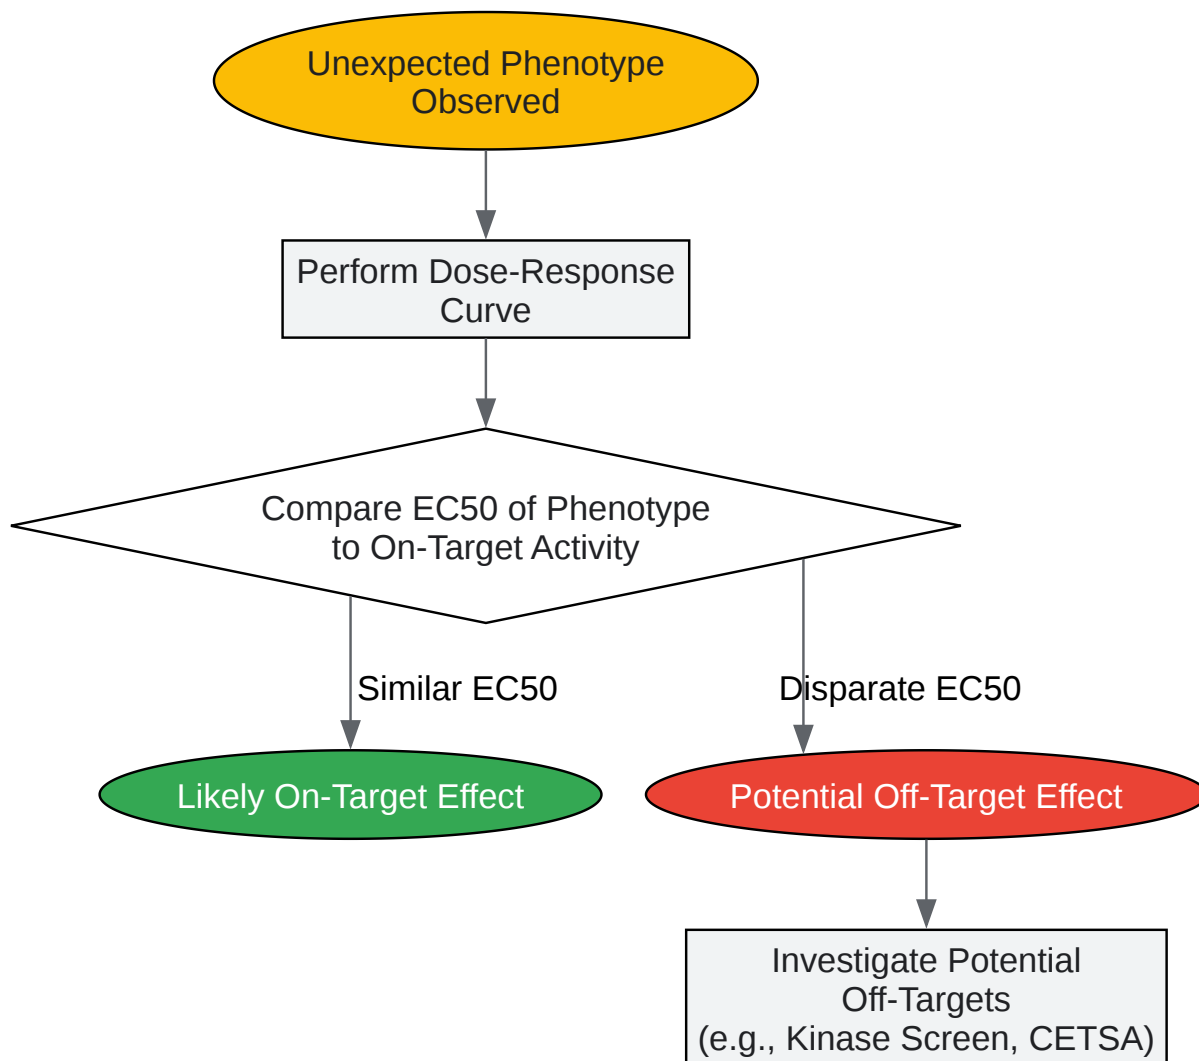 Unexpected Phenotype
Observed
Perform Dose-Response
Curve
Compare EC50 of Phenotype
to On-Target Activity
Similar EC50
Disparate EC50
Likely On-Target Effect
Potential Off-Target Effect
Investigate Potential
Off-Targets
(e.g., Kinase Screen, CETSA)